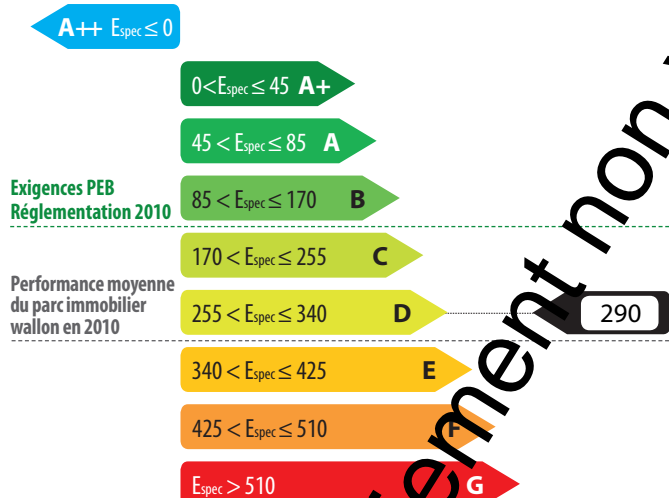 A++ Espec ≤ 0
0 < Espec ≤ 45 A+
45 < Espec ≤ 85 A
Exigences PEB
Réglementation 2010
85 < Espec ≤ 170 B
170 < Espec ≤ 255 C
Performance moyenne
du parc immobilier
wallon en 2010
255 < Espec ≤ 340 D
290
340 < Espec ≤ 425 E
425 < Espec ≤ 510 F
Espec > 510 G
ement non